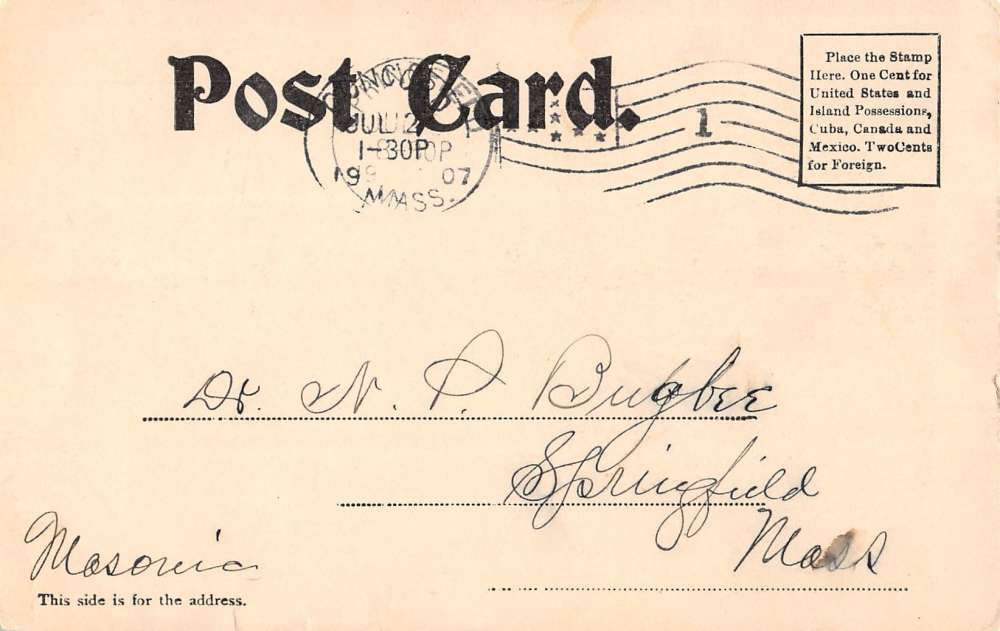 Post Card.
JUL 2
1-30P
07
MASS.
1
Place the Stamp
Here. One Cent for
United States and
Island Possessions,
Cuba, Canada and
Mexico. Two Cents
for Foreign.
Dr. N. P. Bugbee
Springfield
Mass
Masonic
This side is for the address.